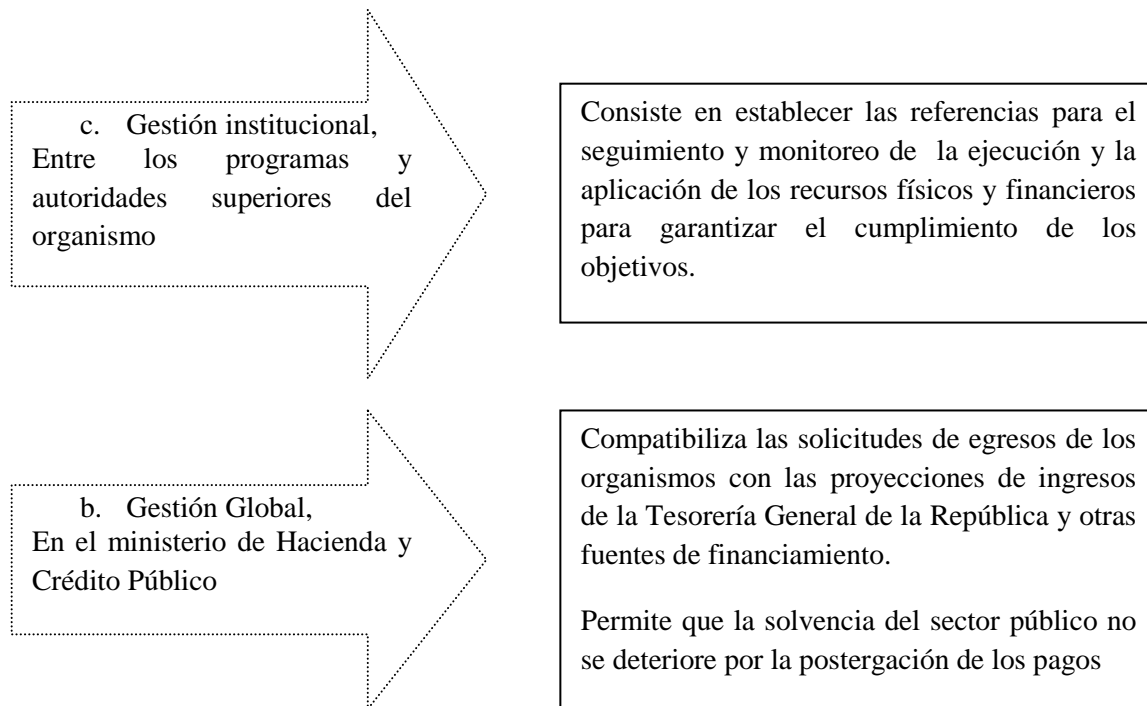 c. Gestión institucional,
Entre los programas y
autoridades superiores del
organismo
Consiste en establecer las referencias para el
seguimiento y monitoreo de la ejecución y la
aplicación de los recursos físicos y financieros
para garantizar el cumplimiento de los
objetivos.
b. Gestión Global,
En el ministerio de Hacienda y
Crédito Público
Compatibiliza las solicitudes de egresos de los
organismos con las proyecciones de ingresos
de la Tesorería General de la República y otras
fuentes de financiamiento.
Permite que la solvencia del sector público no
se deteriore por la postergación de los pagos